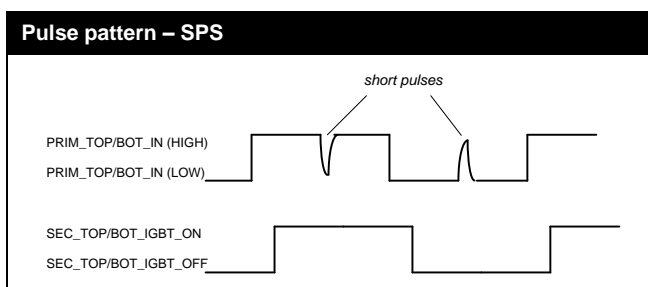 Pulse pattern – SPS
short pulses
PRIM_TOP/BOT_IN (HIGH)
PRIM_TOP/BOT_IN (LOW)
SEC_TOP/BOT_IGBT_ON
SEC_TOP/BOT_IGBT_OFF